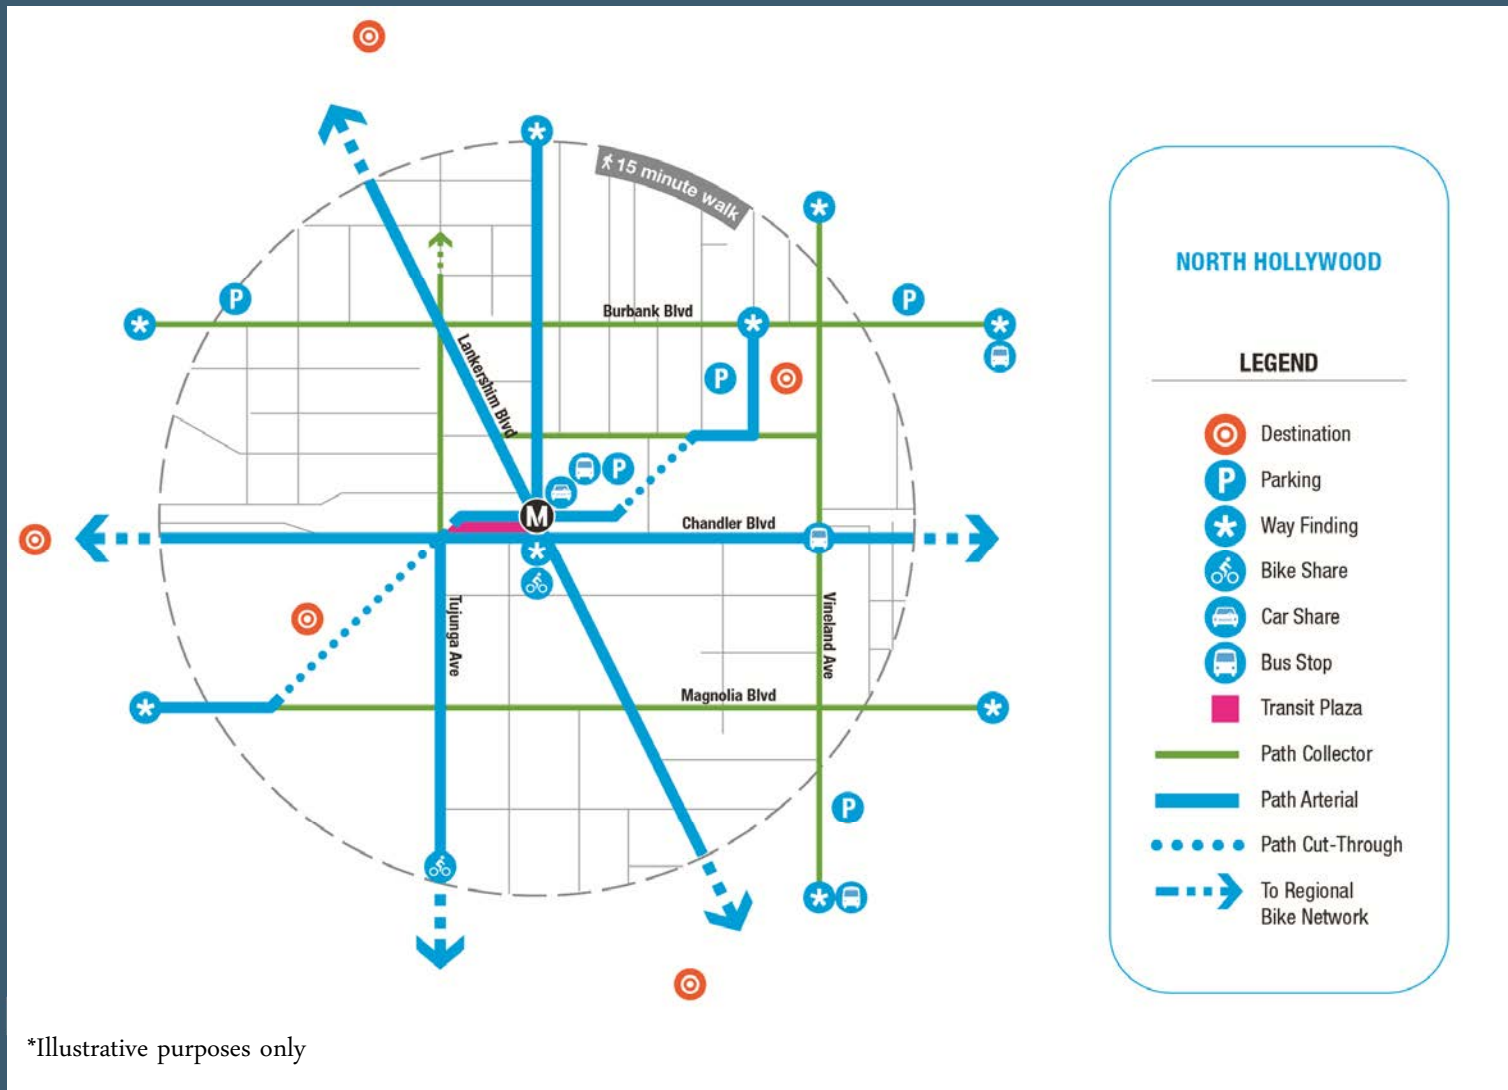 15 minute walk
P
P
Burbank Blvd
Lankershim Blvd
P
P
M
Chandler Blvd
Tujunga Ave
Vineland Ave
Magnolia Blvd
P
NORTH HOLLYWOOD
LEGEND
Destination
P Parking
Way Finding
Bike Share
Car Share
Bus Stop
Transit Plaza
Path Collector
Path Arterial
Path Cut-Through
To Regional
Bike Network
*Illustrative purposes only